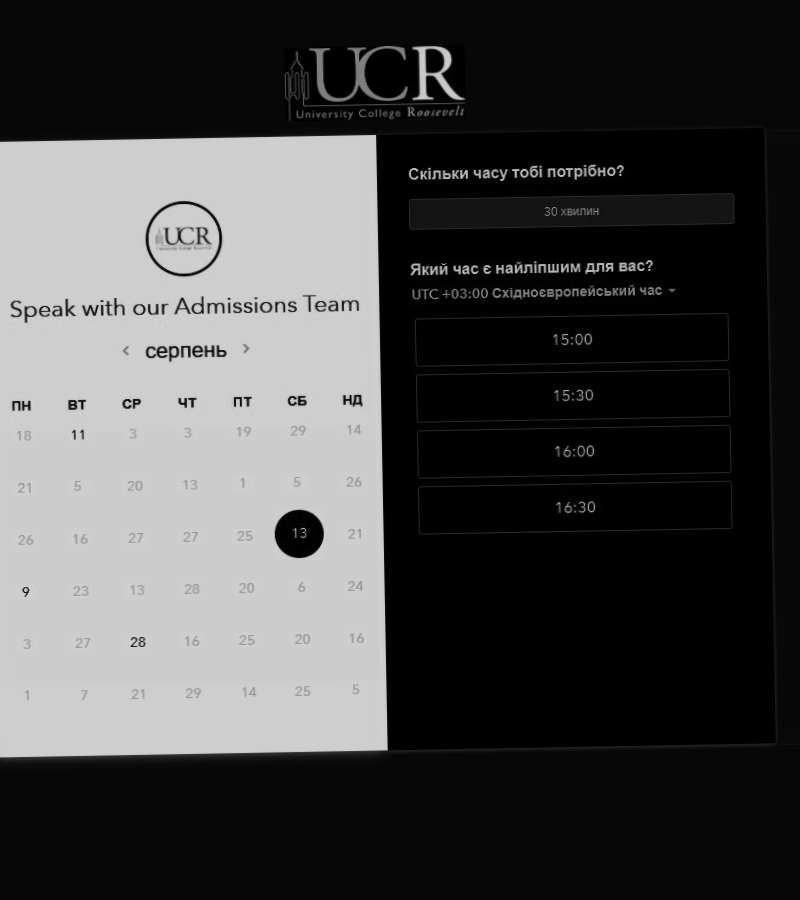 UCR
University College Roosevelt
UCR
University College Roosevelt
Speak with our Admissions Team
серпень
ПН ВТ СР ЧТ ПТ СБ НД
18 11 3 3 19 29 14
21 5 20 13 1 5 26
26 16 27 27 25 13 21
9 23 13 28 20 6 24
3 27 28 16 25 20 16
1 7 21 29 14 25 5
Скільки часу тобі потрібно?
30 хвилин
Який час є найліпшим для вас?
UTC +03:00 Східноєвропейський час
15:00
15:30
16:00
16:30